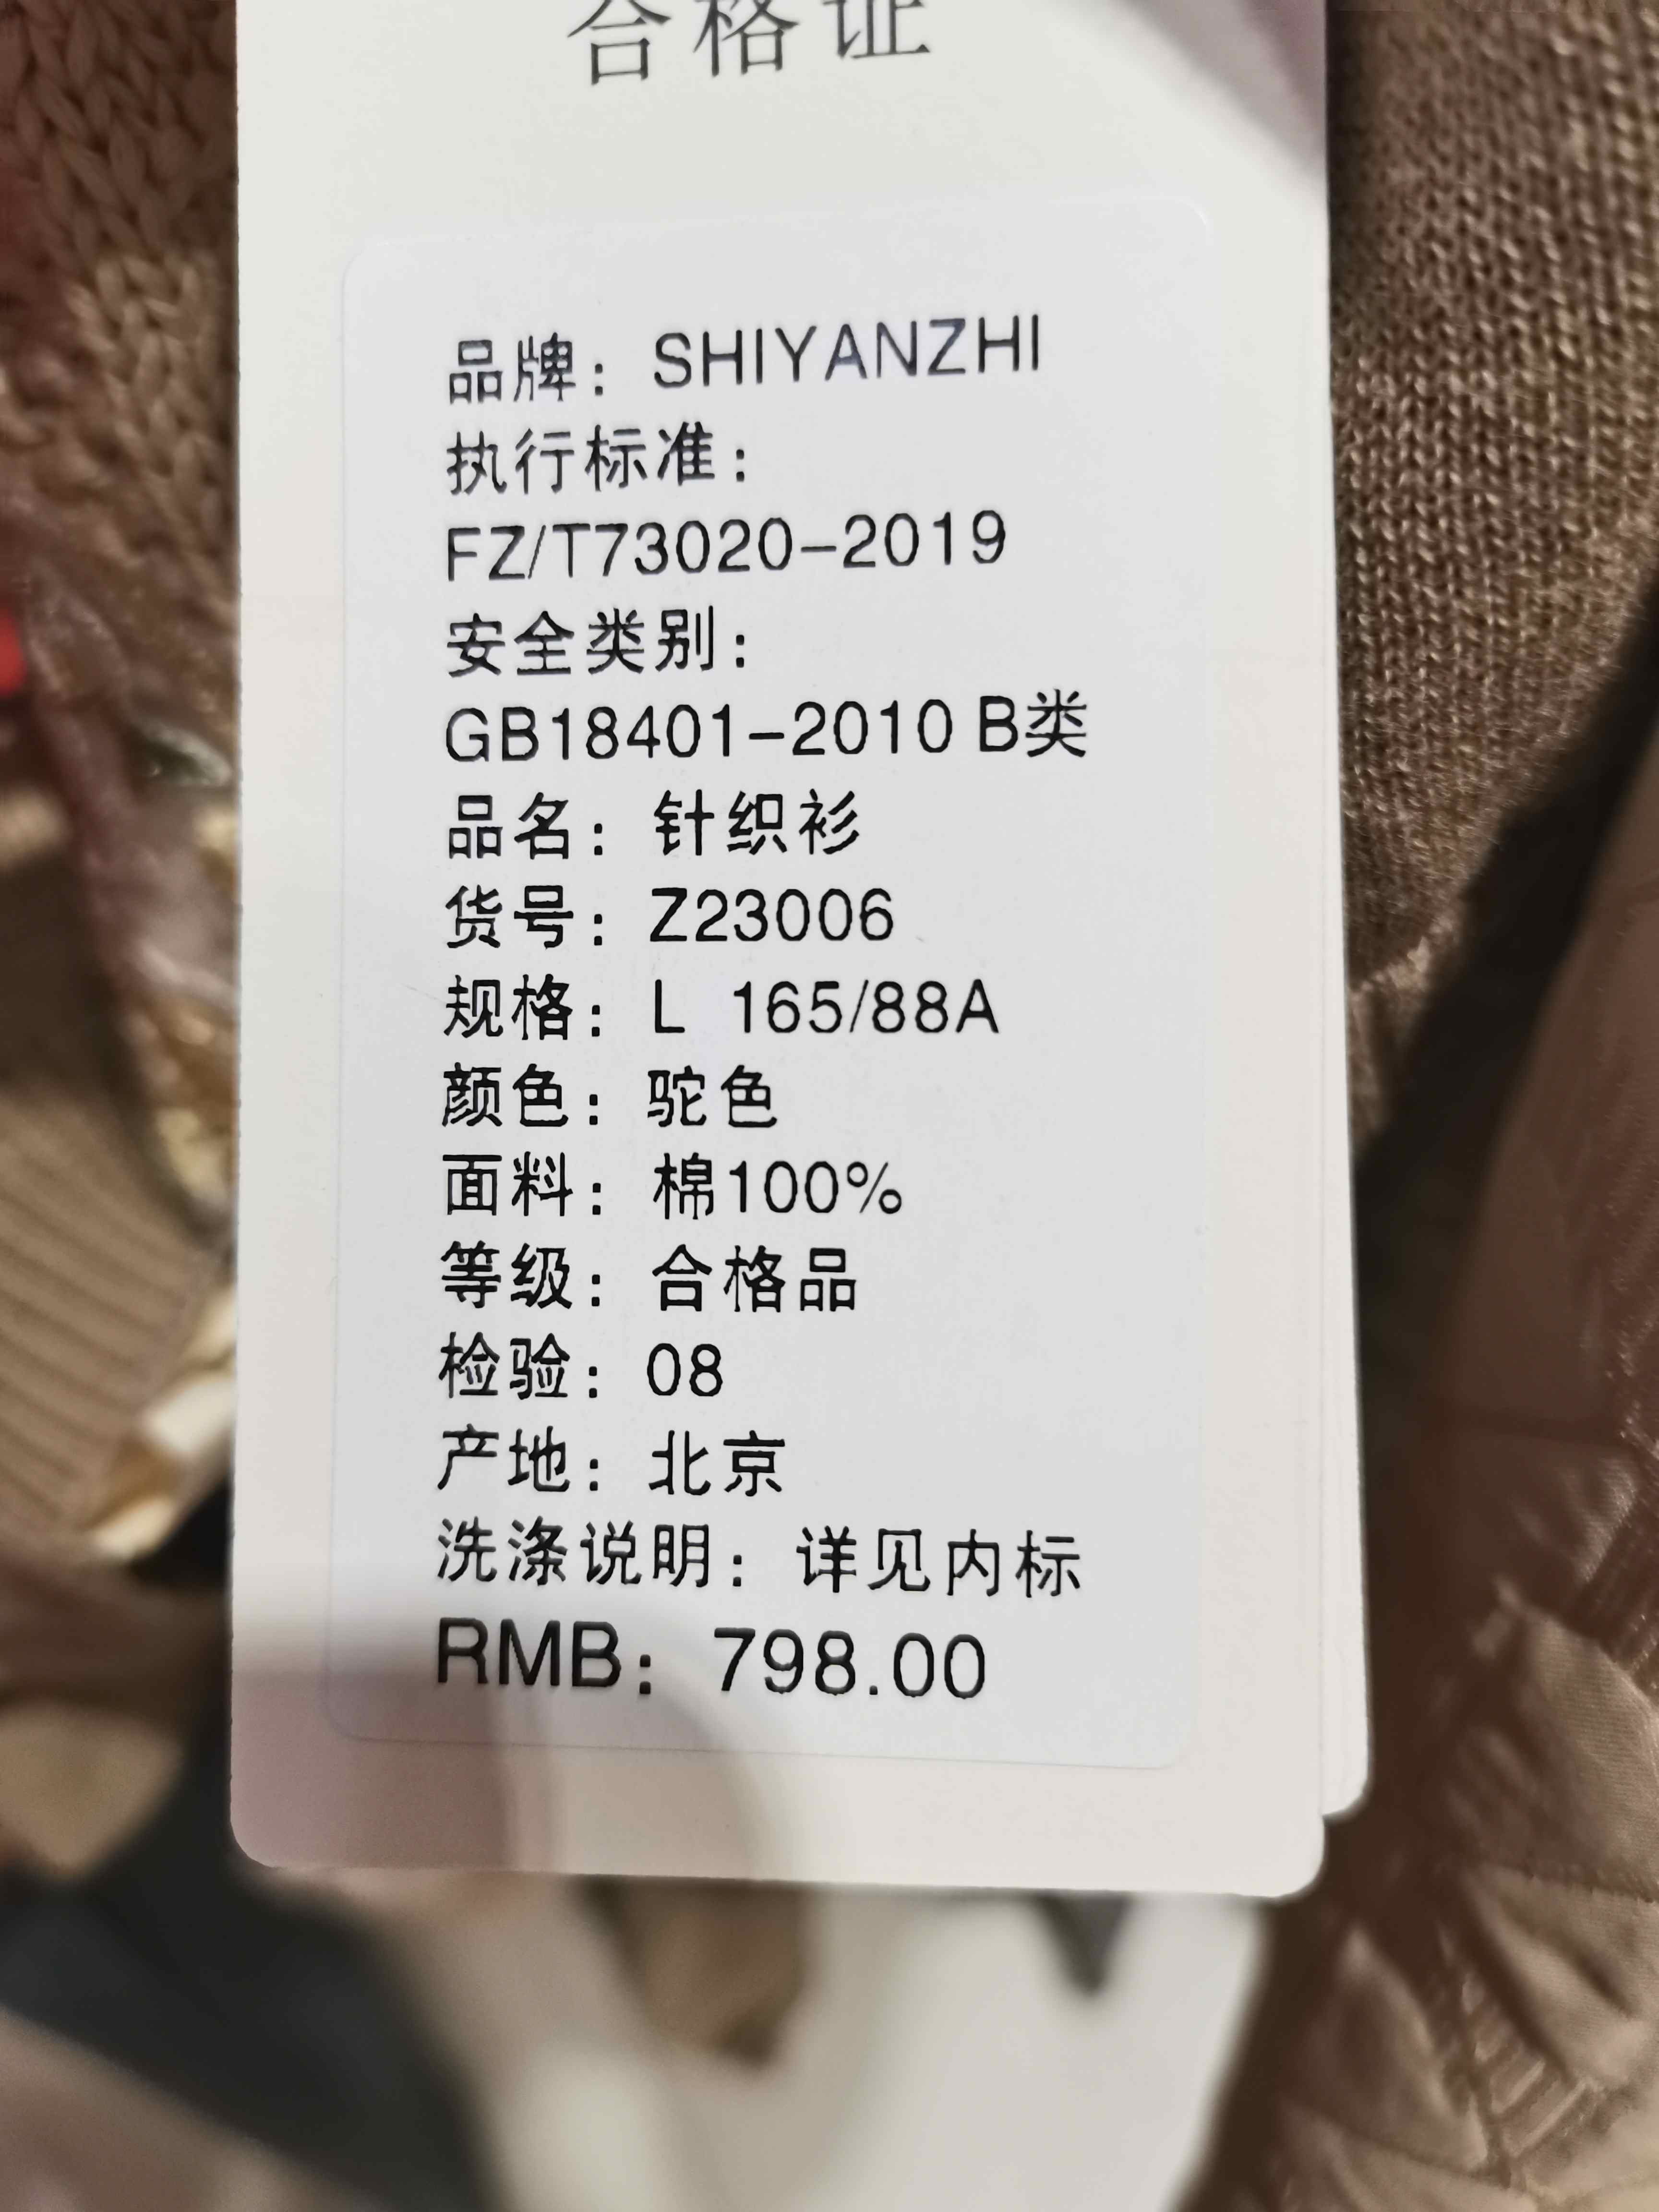 合格证
品牌：SHIYANZHI
执行标准：
FZ/T73020-2019
安全类别：
GB18401-2010 B类
品名：针织衫
货号：Z23006
规格：L 165/88A
颜色：驼色
面料：棉100%
等级：合格品
检验：08
产地：北京
洗涤说明：详见内标
RMB：798.00